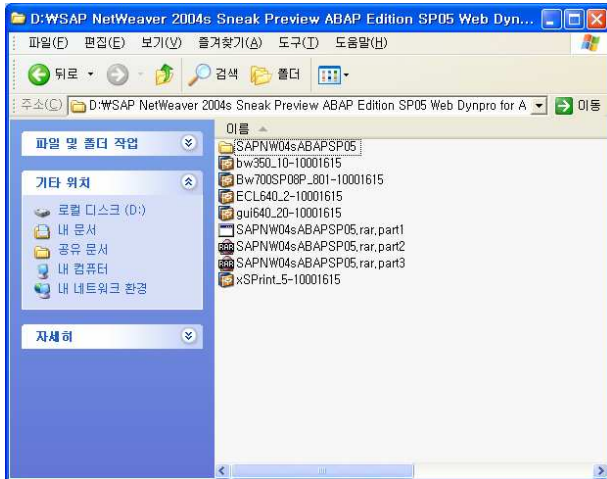 D:\SAP NetWeaver 2004s Sneak Preview ABAP Edition SP05 Web Dyn...
파일(F) 편집(E) 보기(V) 즐겨찾기(A) 도구(T) 도움말(H)
뒤로 검색 폴더
주소(C) D:\SAP NetWeaver 2004s Sneak Preview ABAP Edition SP05 Web Dynpro for A 이동
파일 및 폴더 작업
기타 위치
로컬 디스크 (D:)
내 문서
공유 문서
내 컴퓨터
내 네트워크 환경
자세히
이름
SAPNW04sABAPSP05
bw350_10-10001615
Bw700SP08P_801-10001615
ECL640_2-10001615
gui640_20-10001615
SAPNW04sABAPSP05.rar.part1
SAPNW04sABAPSP05.rar.part2
SAPNW04sABAPSP05.rar.part3
xSPrint_5-10001615